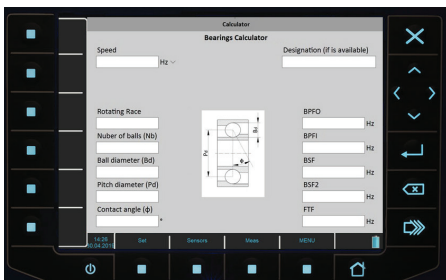 Calculator
Bearings Calculator
Speed
Designation (if is available)
Hz
Rotating Race
BPFO
Hz
Nuber of balls (Nb)
BPFI
Hz
Ball diameter (Bd)
BSF
Hz
Pitch diameter (Pd)
BSF2
Hz
Contact angle (ϕ)
FTF
°
Hz
Pd
Bd
ϕ
14:26
Set
Sensors
Meas
MENU